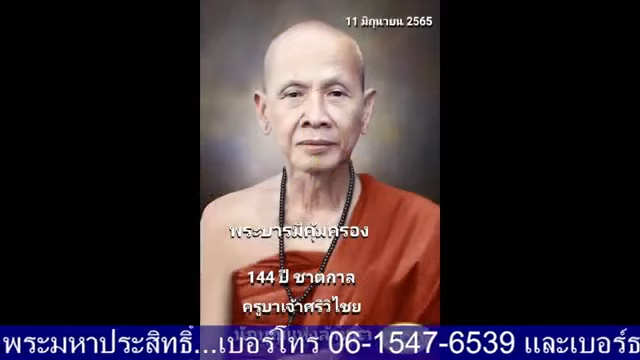 11 มิถุนายน 2565
พระบารมีคุ้มครอง
144 ปี ชาตกาล
ครูบาเจ้าศรีวิไชย
พระมหาประสิทธิ์...เบอร์โทร 06-1547-6539 และเบอร์